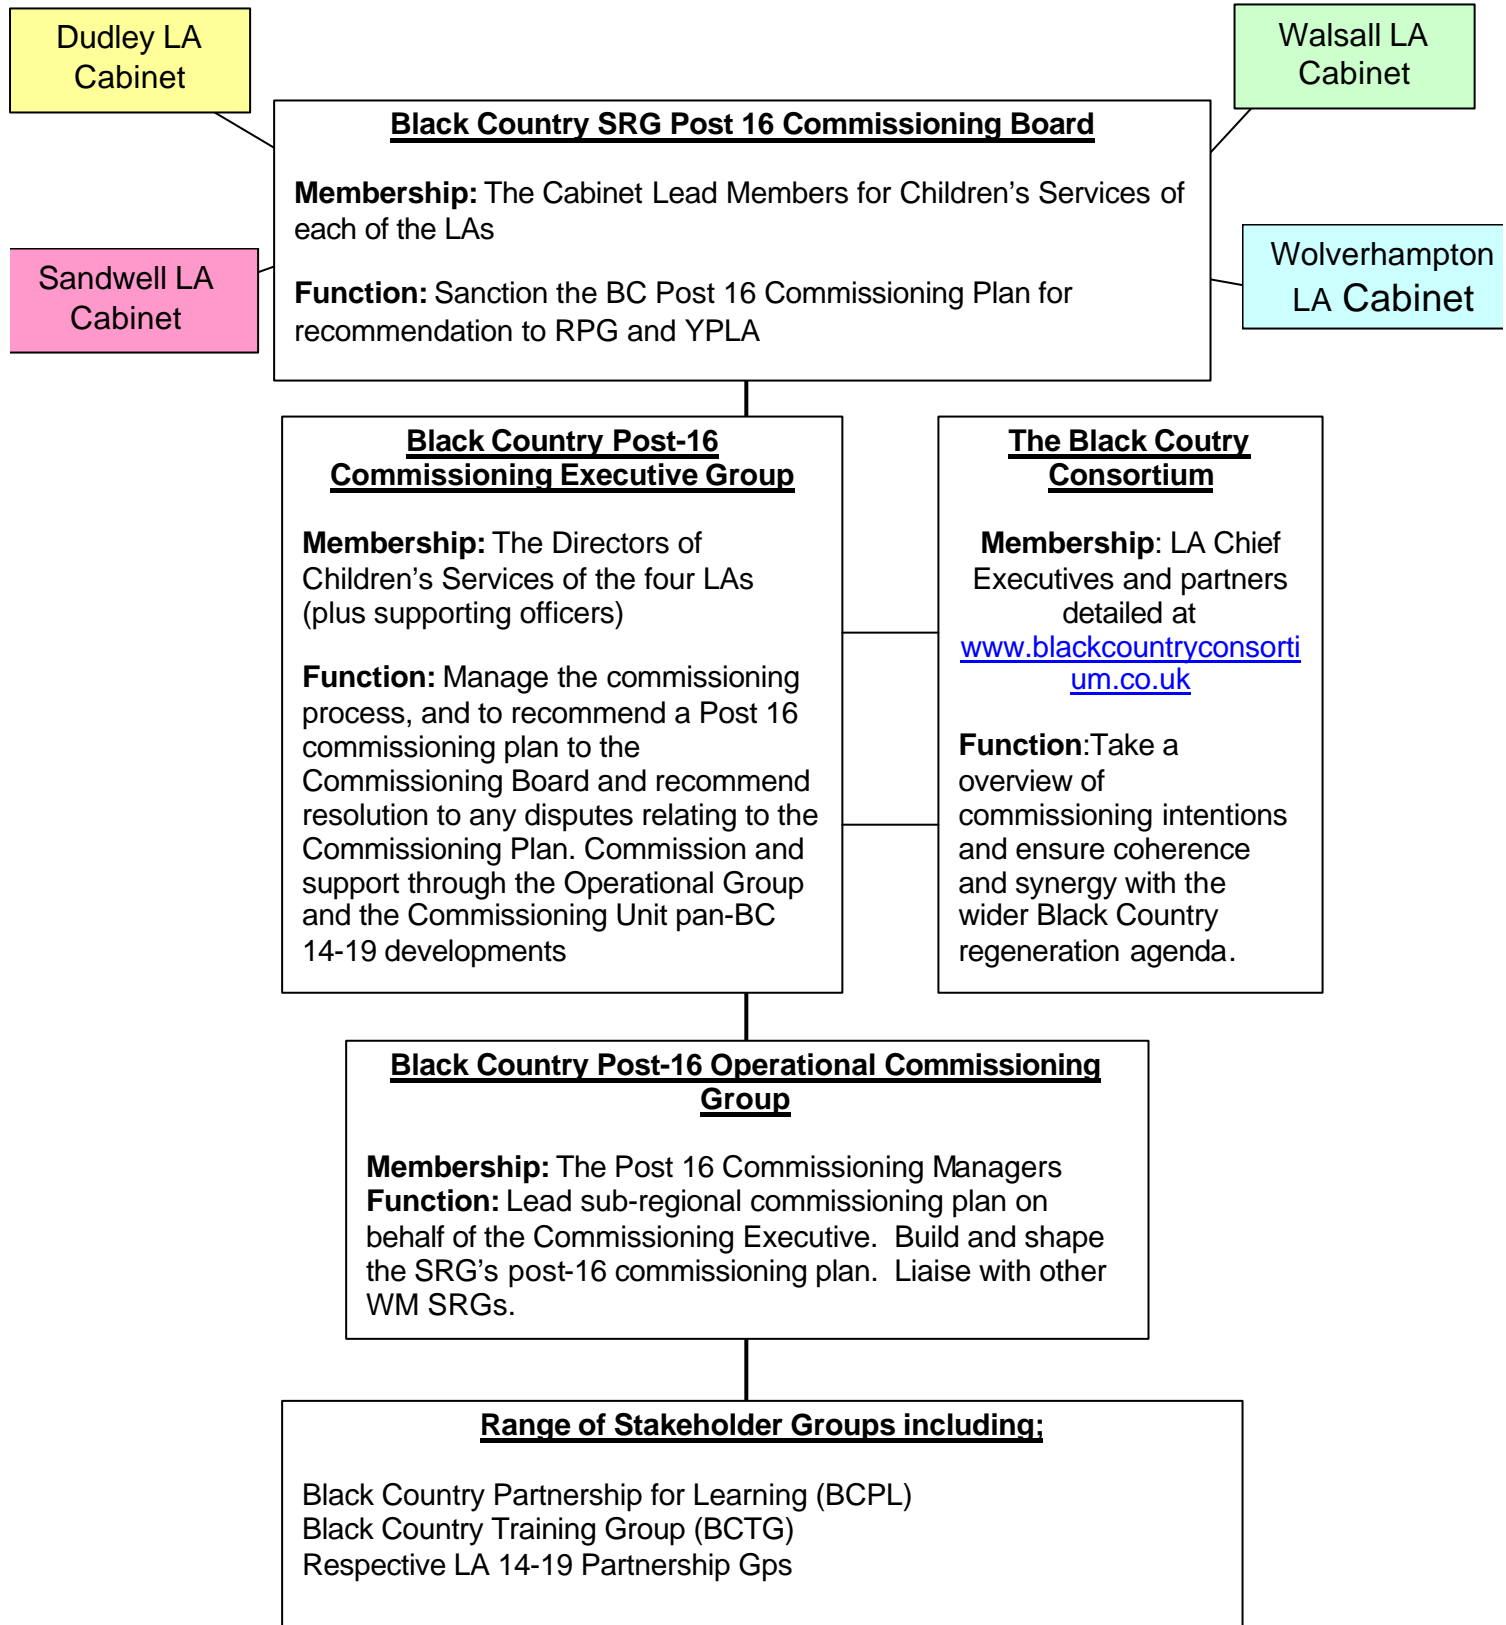 Dudley LA
Cabinet
Walsall LA
Cabinet
Black Country SRG Post 16 Commissioning Board
Membership: The Cabinet Lead Members for Children’s Services of
each of the LAs
Function: Sanction the BC Post 16 Commissioning Plan for
recommendation to RPG and YPLA
Sandwell LA
Cabinet
Wolverhampton
LA Cabinet
Black Country Post-16
Commissioning Executive Group
Membership: The Directors of
Children’s Services of the four LAs
(plus supporting officers)
Function: Manage the commissioning
process, and to recommend a Post 16
commissioning plan to the
Commissioning Board and recommend
resolution to any disputes relating to the
Commissioning Plan. Commission and
support through the Operational Group
and the Commissioning Unit pan-BC
14-19 developments
The Black Coutry
Consortium
Membership: LA Chief
Executives and partners
detailed at
www.blackcountryconsorti
um.co.uk
Function:Take a
overview of
commissioning intentions
and ensure coherence
and synergy with the
wider Black Country
regeneration agenda.
Black Country Post-16 Operational Commissioning
Group
Membership: The Post 16 Commissioning Managers
Function: Lead sub-regional commissioning plan on
behalf of the Commissioning Executive.  Build and shape
the SRG’s post-16 commissioning plan.  Liaise with other
WM SRGs.
Range of Stakeholder Groups including;
Black Country Partnership for Learning (BCPL)
Black Country Training Group (BCTG)
Respective LA 14-19 Partnership Gps